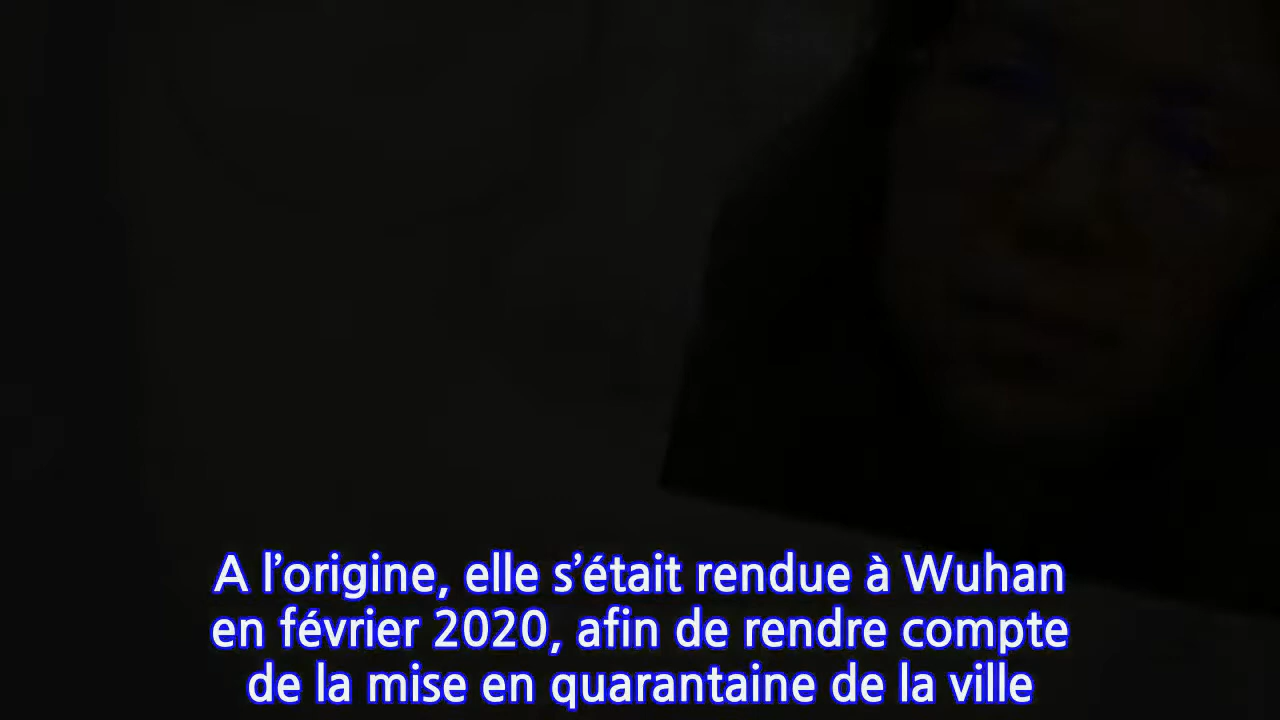 A l’origine, elle s’était rendue à Wuhan
en février 2020, afin de rendre compte
de la mise en quarantaine de la ville